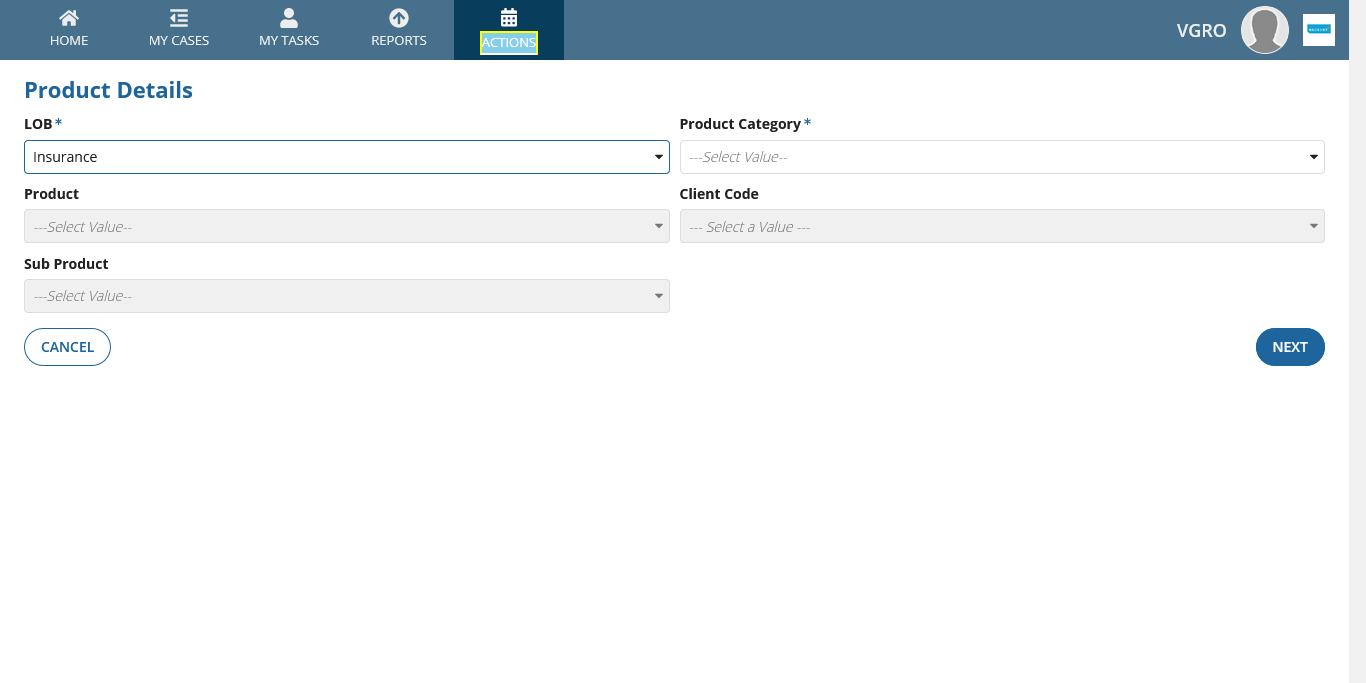 HOME
MY CASES
MY TASKS
REPORTS
ACTIONS
VGRO
Product Details
LOB *
Product Category *
Insurance
---Select Value--
Product
Client Code
---Select Value--
--- Select a Value ---
Sub Product
---Select Value--
CANCEL
NEXT